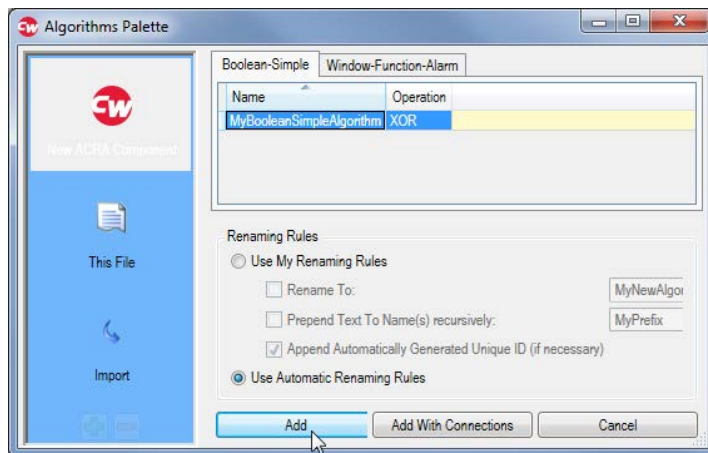 Algorithms Palette
Boolean-Simple Window-Function-Alarm
Name Operation
MyBooleanSimpleAlgorithm XOR
New ACRA Component
This File
Import
Renaming Rules
Use My Renaming Rules
Rename To: MyNewAlgor
Prepend Text To Name(s) recursively: MyPrefix
Append Automatically Generated Unique ID (if necessary)
Use Automatic Renaming Rules
Add Add With Connections Cancel